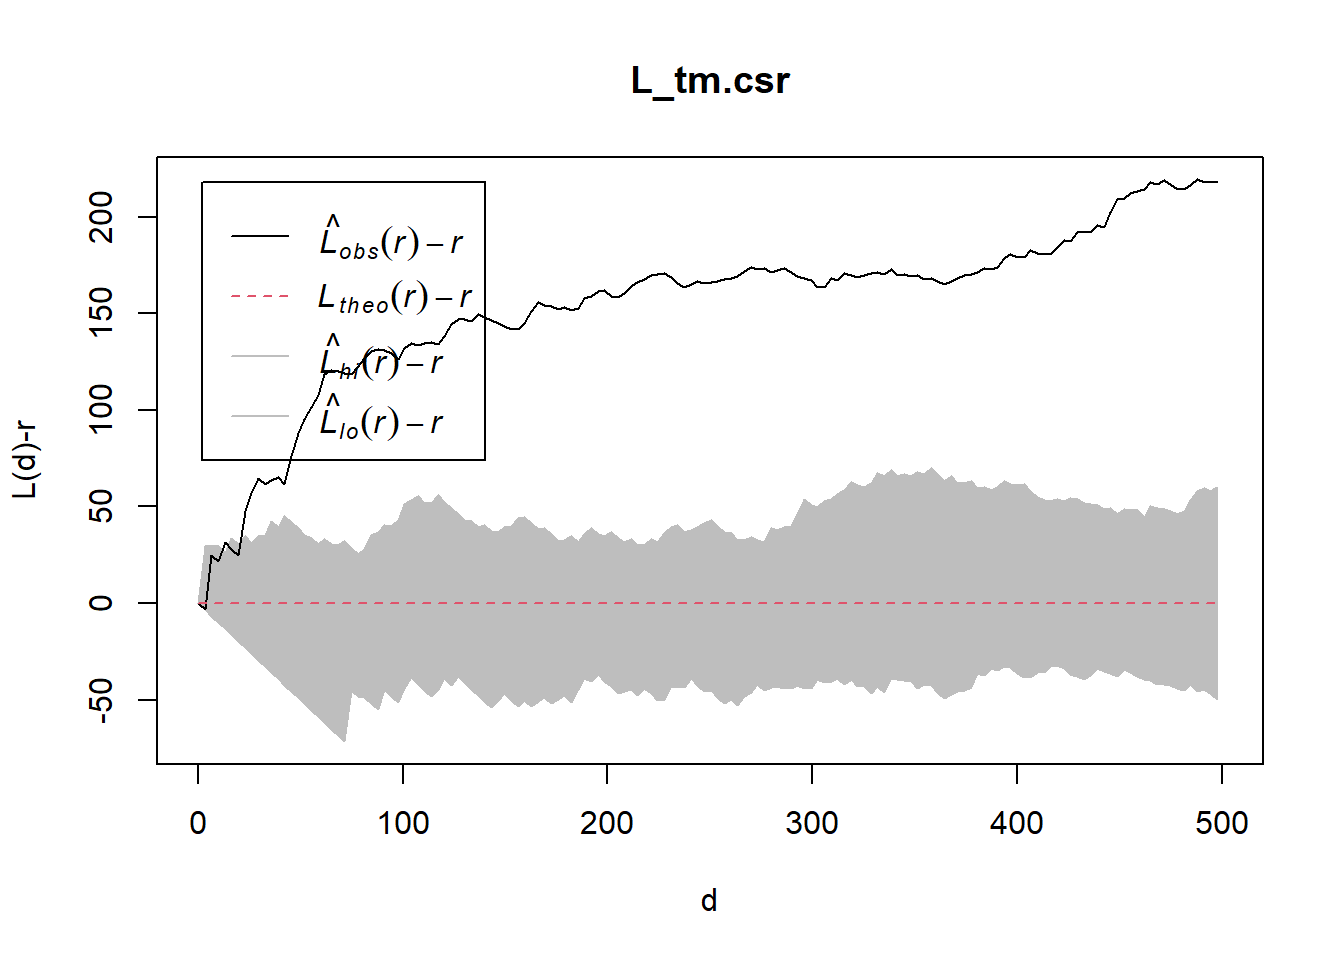 L_tm.csr
L̂obs(r) − r
Ltheo(r) − r
L̂hi(r) − r
L̂lo(r) − r
L(d)-r
200
150
100
50
0
-50
0 100 200 300 400 500
d